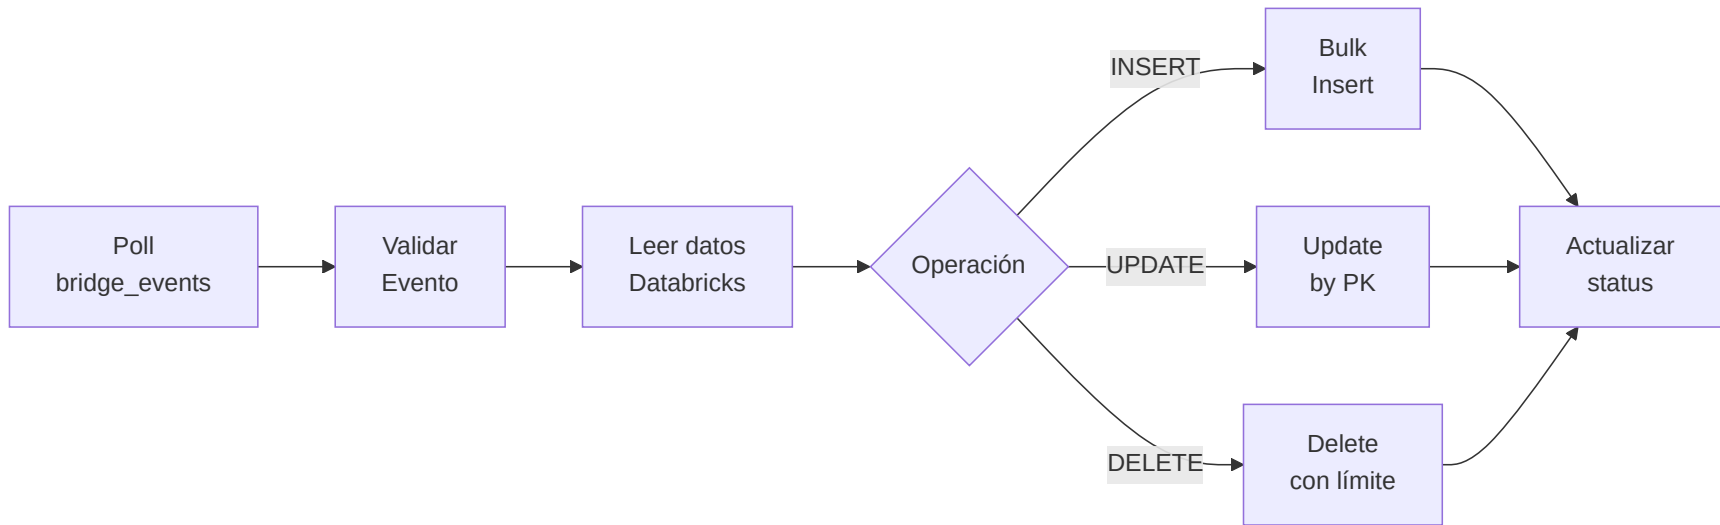 Poll
bridge_events
Validar
Evento
Leer datos
Databricks
Operación
INSERT
Bulk
Insert
UPDATE
Update
by PK
DELETE
Delete
con límite
Actualizar
status